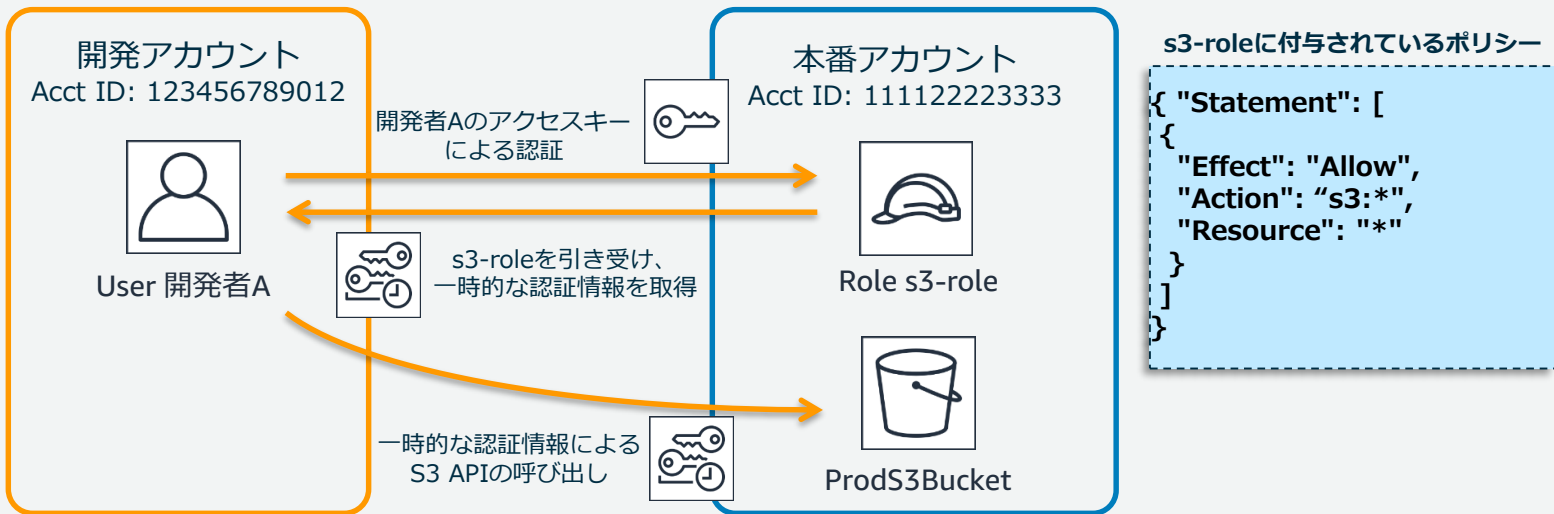 開発アカウント
Acct ID: 123456789012
User 開発者A
開発者Aのアクセスキー
による認証
s3-roleを引き受け、
一時的な認証情報を取得
一時的な認証情報による
S3 APIの呼び出し
本番アカウント
Acct ID: 111122223333
Role s3-role
ProdS3Bucket
s3-roleに付与されているポリシー
{ "Statement": [
{
"Effect": "Allow",
"Action": “s3:*",
"Resource": "*"
}
]
}